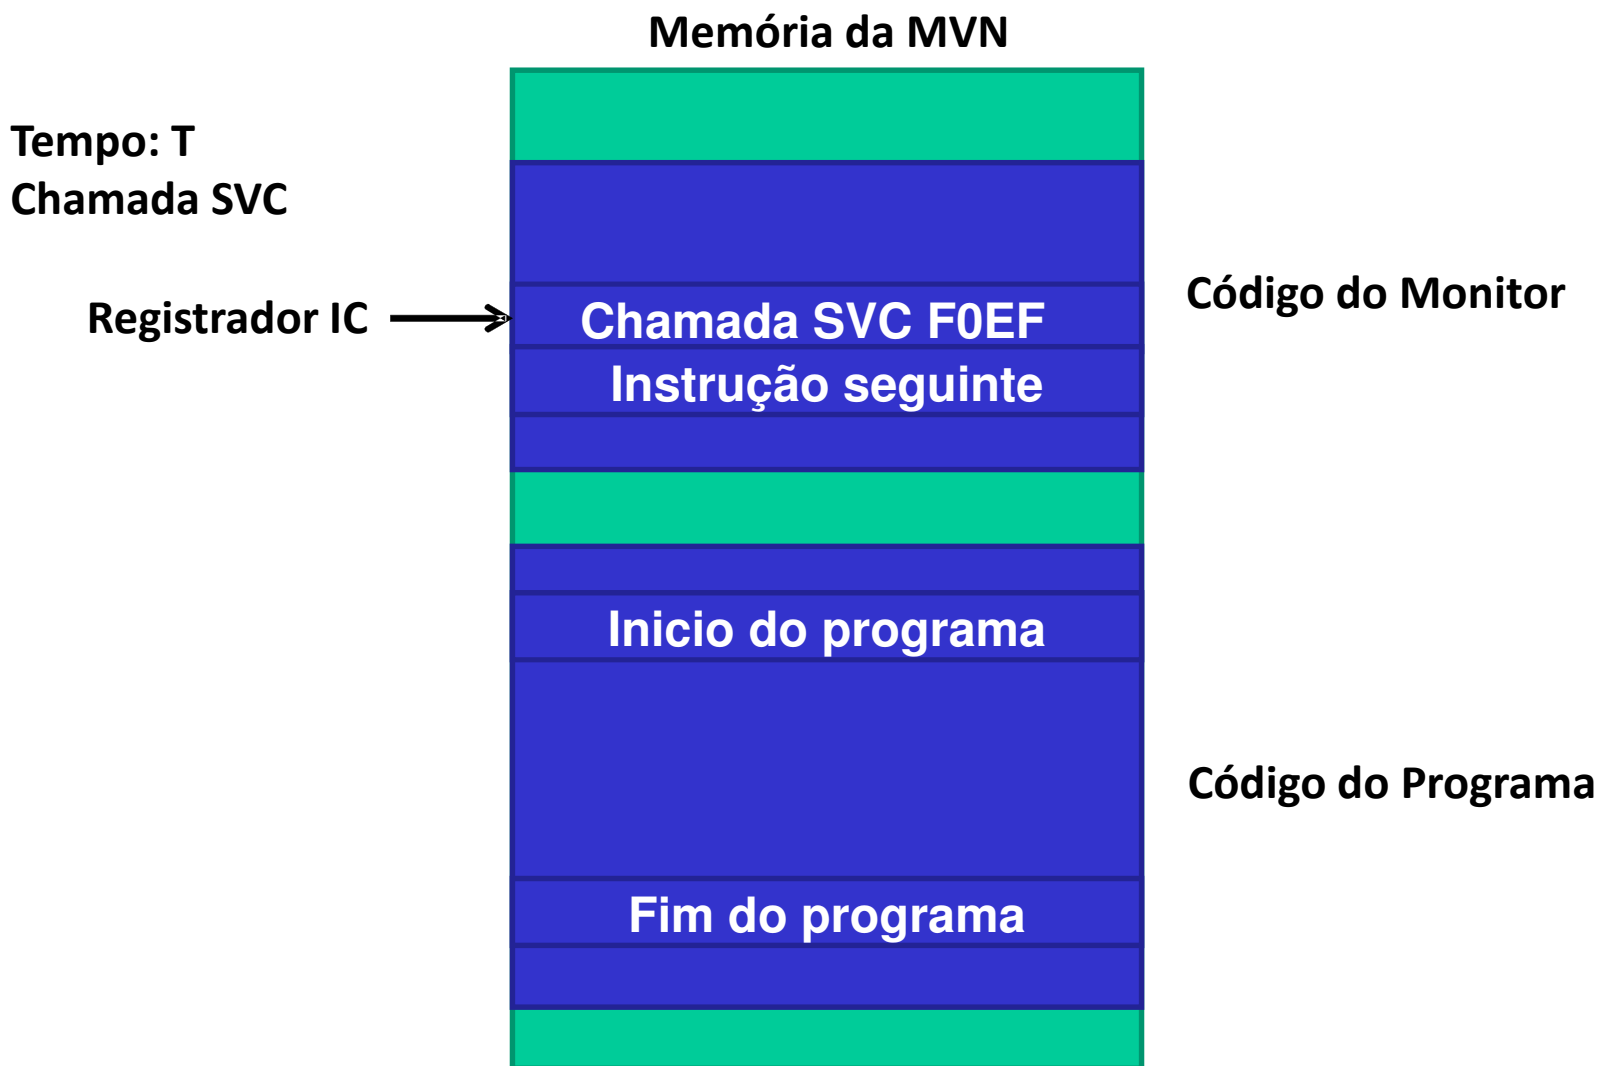 Memória da MVN
Tempo: T
Chamada SVC
Registrador IC
Chamada SVC F0EF
Instrução seguinte
Código do Monitor
Inicio do programa
Código do Programa
Fim do programa